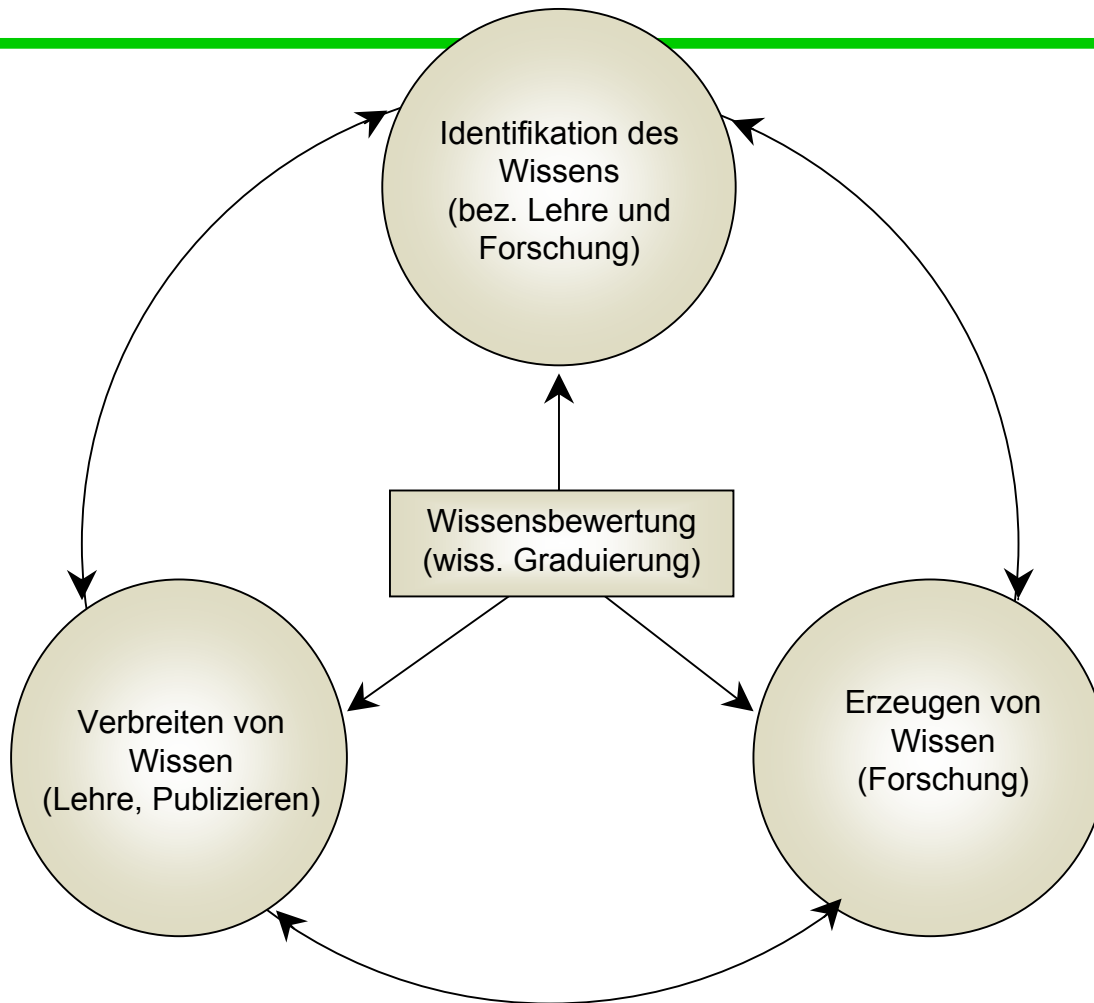 Identifikation des
Wissens
(bez. Lehre und
Forschung)
Wissensbewertung
(wiss. Graduierung)
Verbreiten von
Wissen
(Lehre, Publizieren)
Erzeugen von
Wissen
(Forschung)